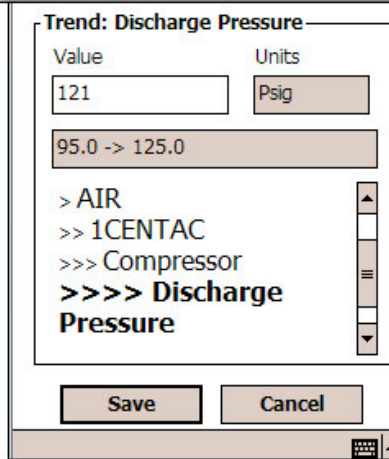 Trend: Discharge Pressure
Value Units
121 Psig
95.0 -> 125.0
> AIR
>> 1CENTAC
>>> Compressor
>>>> Discharge
Pressure
Save Cancel